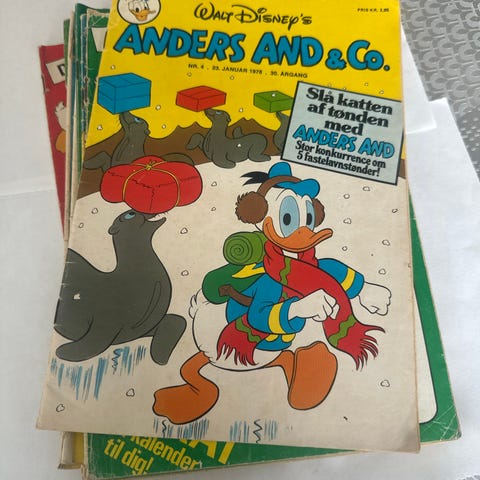 PRIS KR. 2,85
WALT DISNEY'S
ANDERS AND & Co.
NR. 4 . 23. JANUAR 1978 . 30. ÅRGANG
Slå katten
af tønden
med
ANDERS AND
Stor konkurrence om
5 fastelavnstønder!
kalender
til dig!